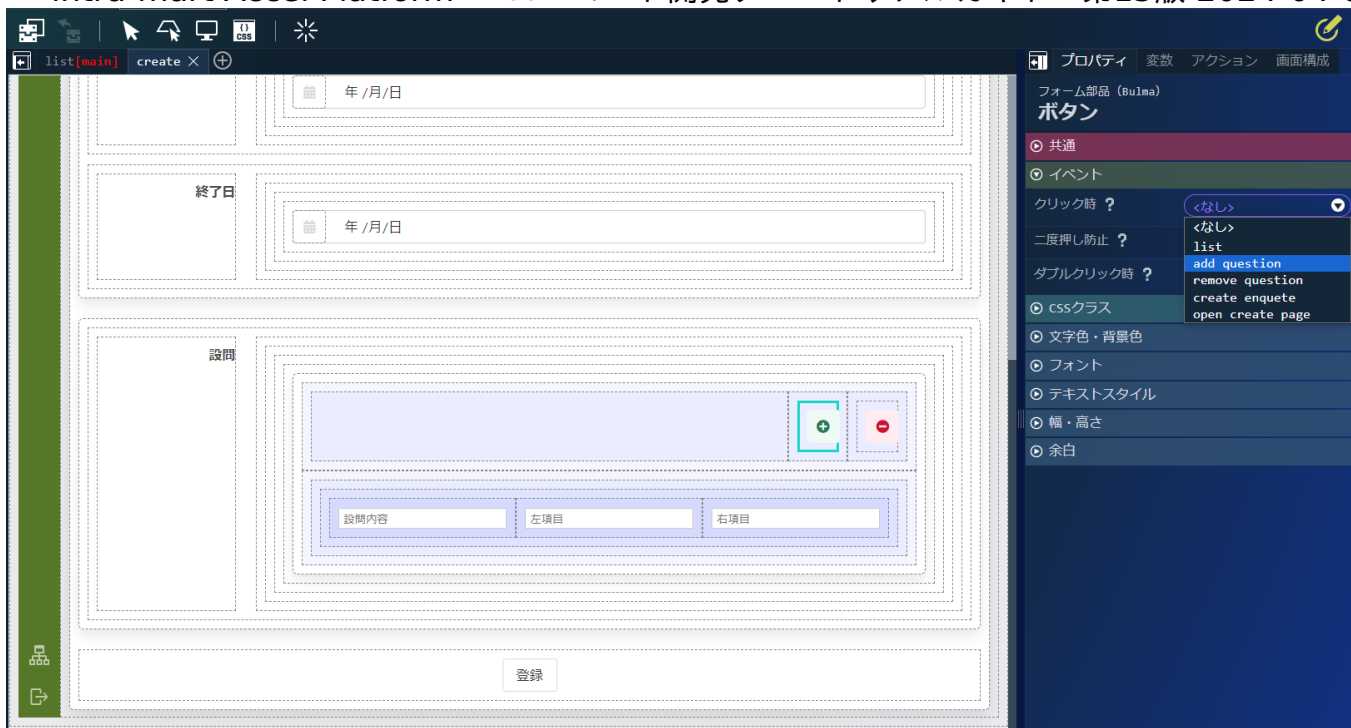 {}
CSS
list[main] create
プロパティ 変数 アクション 画面構成
フォーム部品 (Bulma)
ボタン
共通
イベント
クリック時 ? <なし>
<なし>
list
add question
remove question
create enquete
open create page
二度押し防止 ?
ダブルクリック時 ?
CSSクラス
文字色・背景色
フォント
テキストスタイル
幅・高さ
余白
年 /月/日
終了日
年 /月/日
設問
設問内容 左項目 右項目
登録